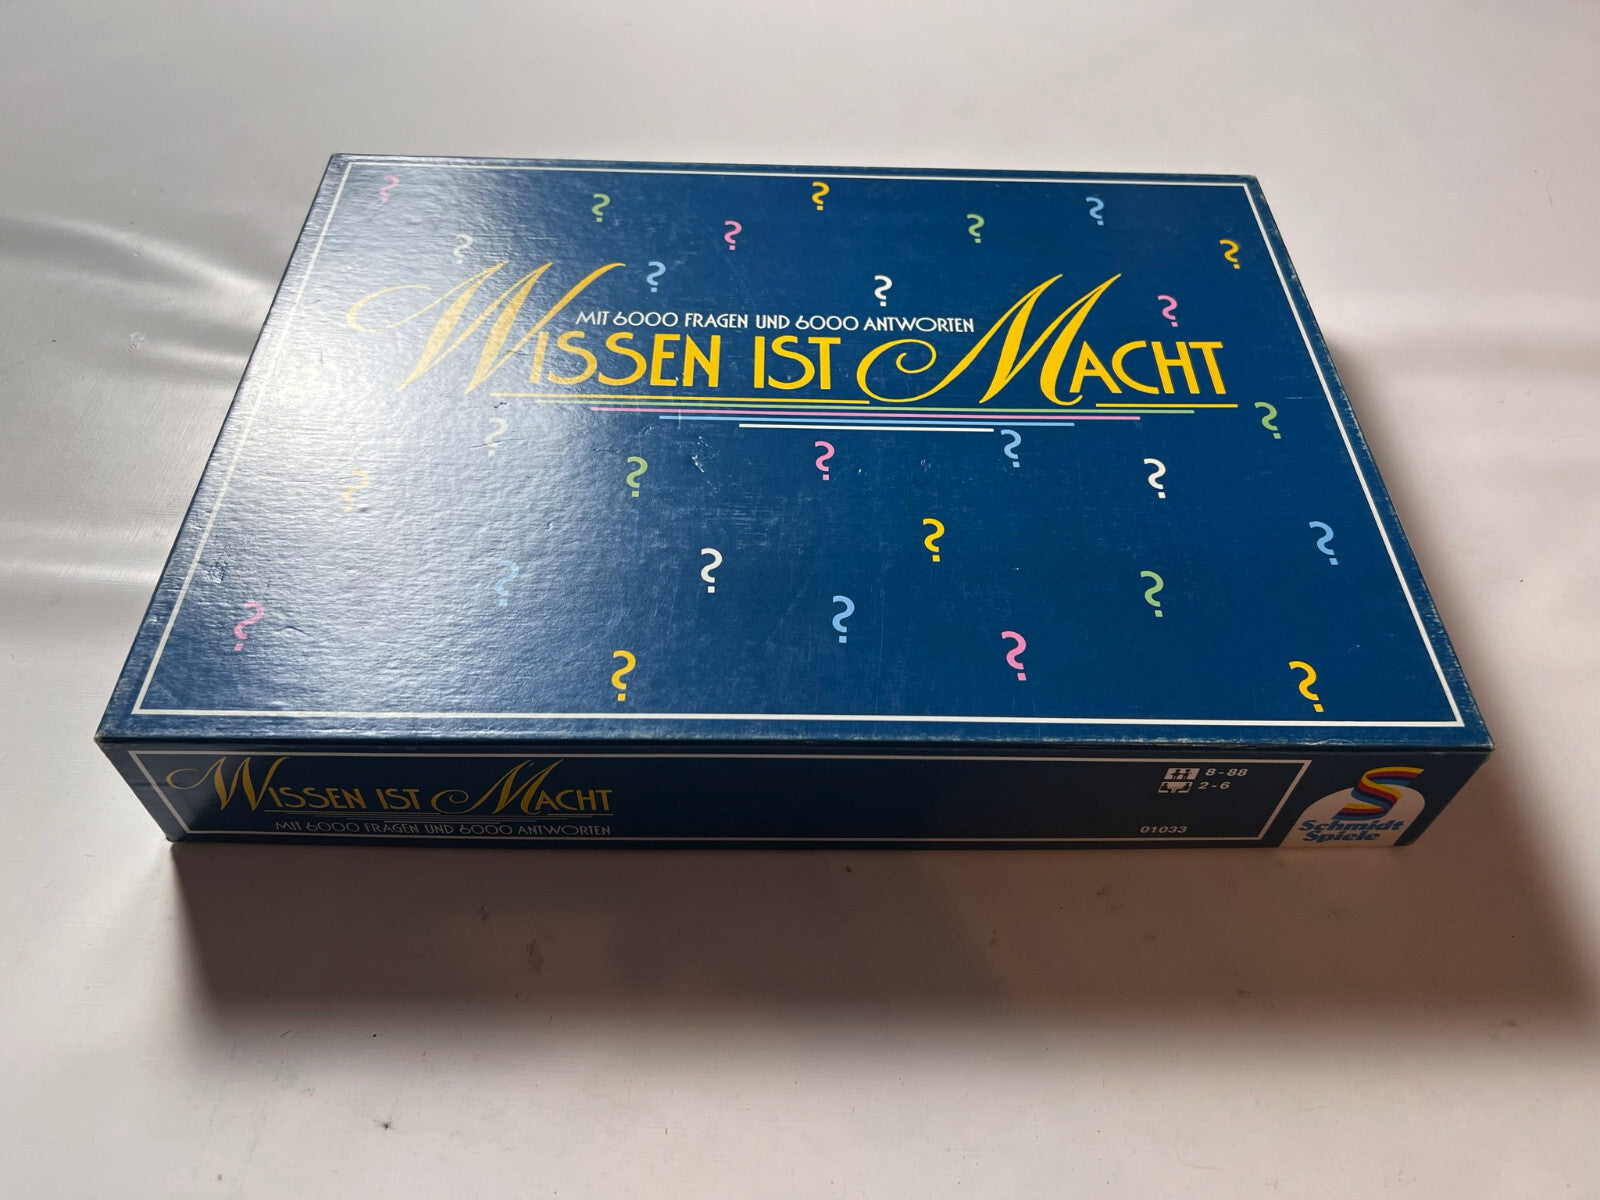 MIT 6000 FRAGEN UND 6000 ANTWORTEN
WISSEN IST MACHT
WISSEN IST MACHT
MIT 6000 FRAGEN UND 6000 ANTWORTEN
8-88
2-6
01033
Schmidt
Spiele